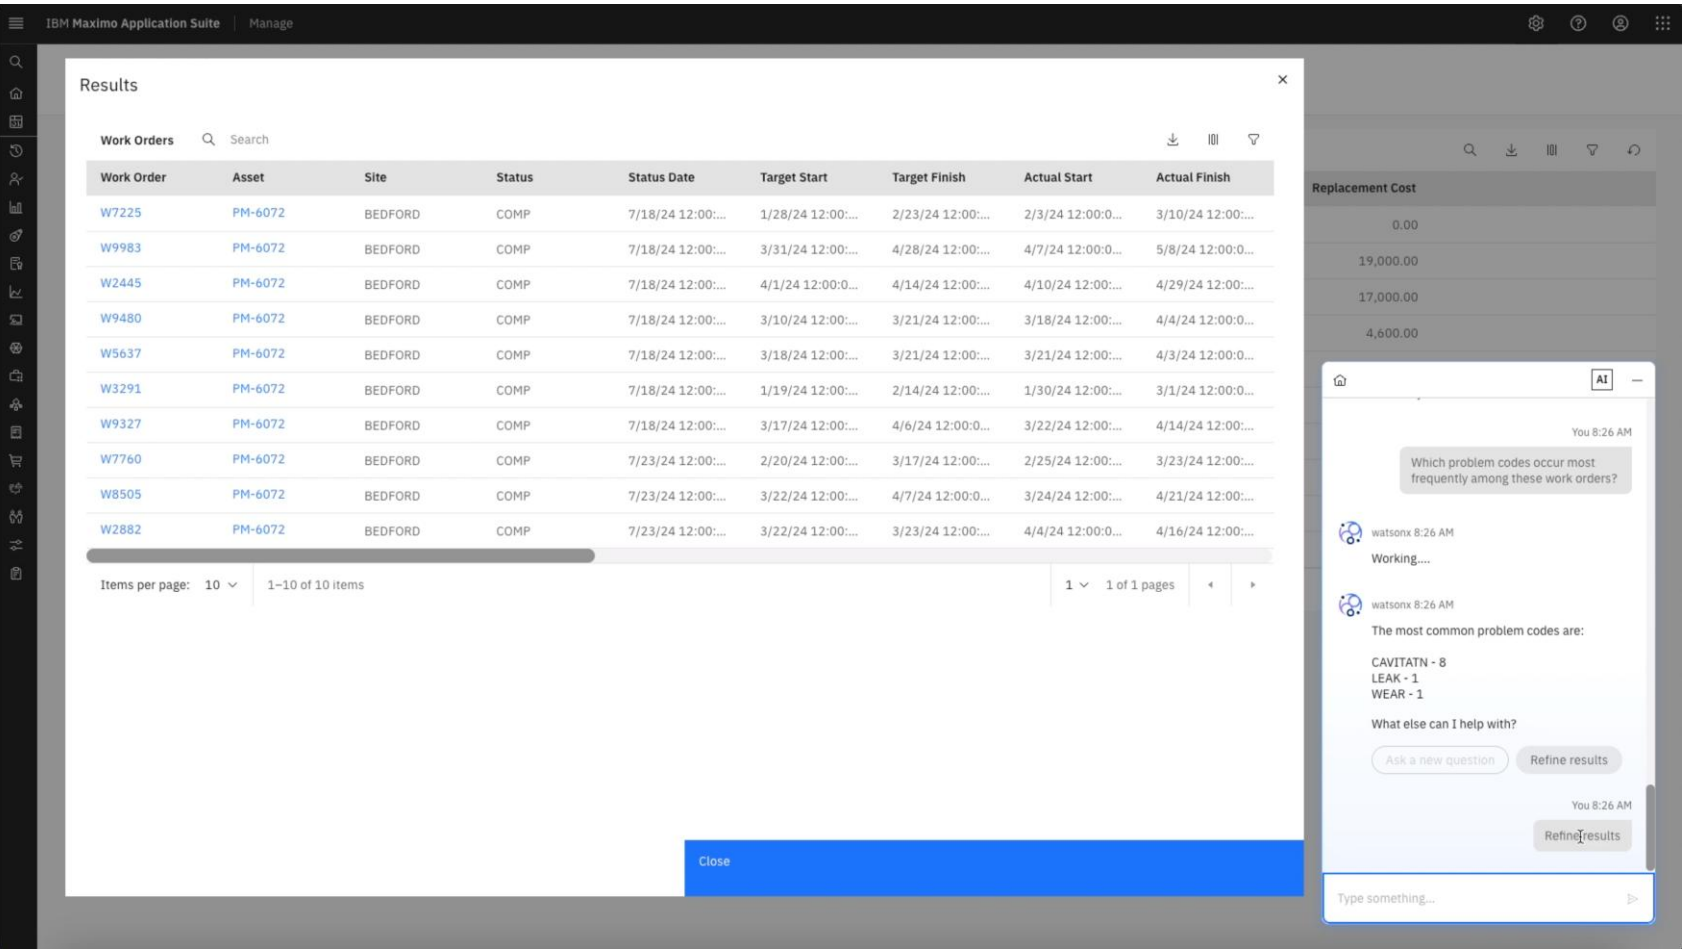 IBM Maximo Application Suite Manage
Results
Work Orders Search
Work Order Asset Site Status Status Date Target Start Target Finish Actual Start Actual Finish
W7225 PM-6072 BEDFORD COMP 7/18/24 12:00:... 1/28/24 12:00:... 2/23/24 12:00:... 2/3/24 12:00:0... 3/10/24 12:00:...
W9983 PM-6072 BEDFORD COMP 7/18/24 12:00:... 3/31/24 12:00:... 4/28/24 12:00:... 4/7/24 12:00:0... 5/8/24 12:00:0...
W2445 PM-6072 BEDFORD COMP 7/18/24 12:00:... 4/1/24 12:00:0... 4/14/24 12:00:... 4/10/24 12:00:... 4/29/24 12:00:...
W9480 PM-6072 BEDFORD COMP 7/18/24 12:00:... 3/10/24 12:00:... 3/21/24 12:00:... 3/18/24 12:00:... 4/4/24 12:00:0...
W5637 PM-6072 BEDFORD COMP 7/18/24 12:00:... 3/18/24 12:00:... 3/21/24 12:00:... 3/21/24 12:00:... 4/3/24 12:00:0...
W3291 PM-6072 BEDFORD COMP 7/18/24 12:00:... 1/19/24 12:00:... 2/14/24 12:00:... 1/30/24 12:00:... 3/1/24 12:00:0...
W9327 PM-6072 BEDFORD COMP 7/18/24 12:00:... 3/17/24 12:00:... 4/6/24 12:00:0... 3/22/24 12:00:... 4/14/24 12:00:...
W7760 PM-6072 BEDFORD COMP 7/23/24 12:00:... 2/20/24 12:00:... 3/17/24 12:00:... 2/25/24 12:00:... 3/23/24 12:00:...
W8505 PM-6072 BEDFORD COMP 7/23/24 12:00:... 3/22/24 12:00:... 4/7/24 12:00:0... 3/24/24 12:00:... 4/21/24 12:00:...
W2882 PM-6072 BEDFORD COMP 7/23/24 12:00:... 3/22/24 12:00:... 3/23/24 12:00:... 4/4/24 12:00:0... 4/16/24 12:00:...
Items per page: 10 1–10 of 10 items 1 1 of 1 pages
Close
Replacement Cost
0.00
19,000.00
17,000.00
4,600.00
AI
You 8:26 AM
Which problem codes occur most
frequently among these work orders?
watsonx 8:26 AM
Working....
watsonx 8:26 AM
The most common problem codes are:
CAVITATN - 8
LEAK - 1
WEAR - 1
What else can I help with?
Ask a new question Refine results
You 8:26 AM
Refine results
Type something...